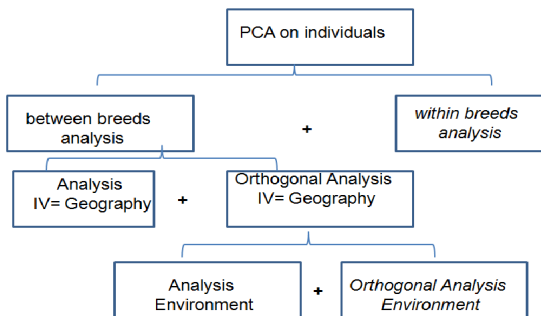 PCA on individuals
between breeds
analysis
+
within breeds
analysis
Analysis
IV= Geography
+
Orthogonal Analysis
IV= Geography
Analysis
Environment
+
Orthogonal Analysis
Environment